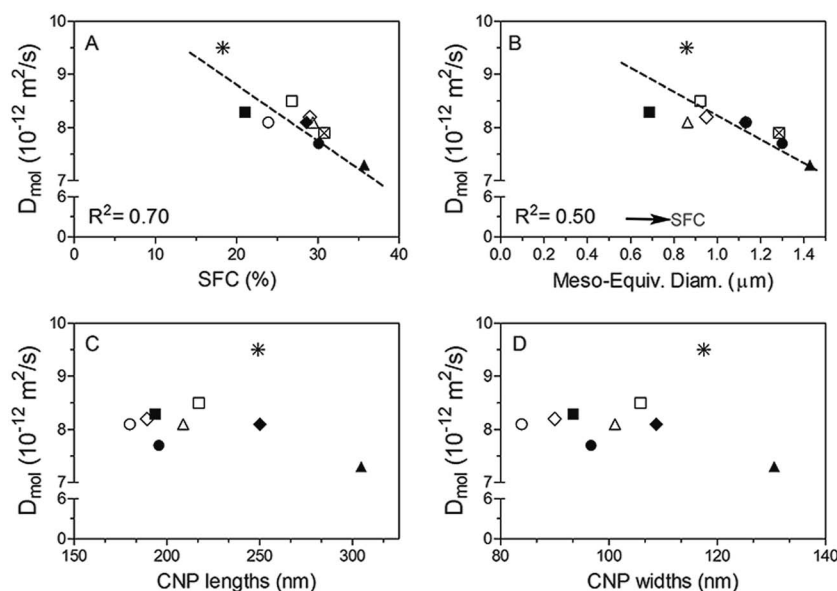 A
D_mol (10^-12 m^2/s)
10
9
8
7
6
0
R^2= 0.70
0 10 20 30 40
SFC (%)
B
D_mol (10^-12 m^2/s)
10
9
8
7
6
0
R^2= 0.50 SFC
0.0 0.2 0.4 0.6 0.8 1.0 1.2 1.4
Meso-Equiv. Diam. (μm)
C
D_mol (10^-12 m^2/s)
10
9
8
7
6
0
150 200 250 300
CNP lengths (nm)
D
D_mol (10^-12 m^2/s)
10
9
8
7
6
0
80 100 120 140
CNP widths (nm)